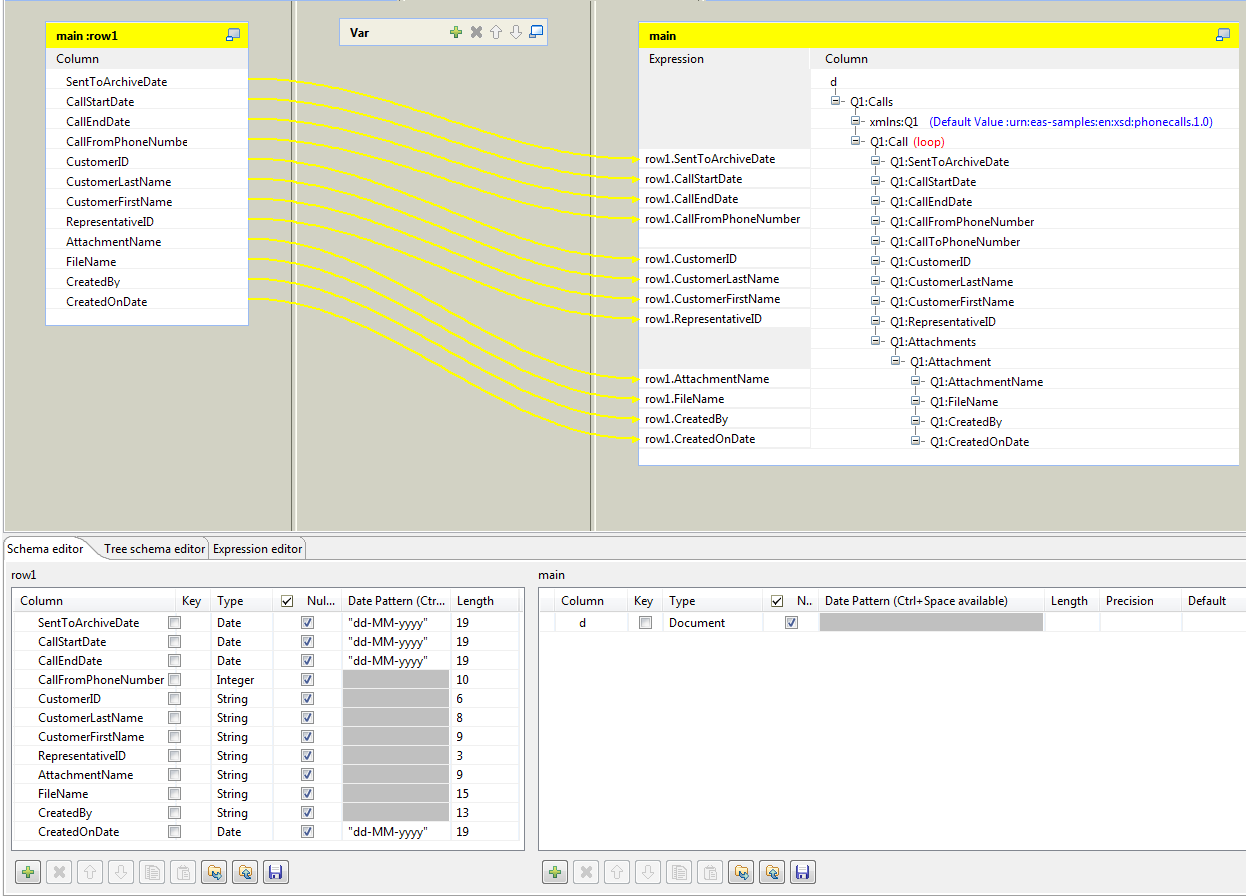 main :row1
Column
SentToArchiveDate
CallStartDate
CallEndDate
CallFromPhoneNumbe
CustomerID
CustomerLastName
CustomerFirstName
RepresentativeID
AttachmentName
FileName
CreatedBy
CreatedOnDate
Var
main
Expression Column
d
Q1:Calls
xmlns:Q1 (Default Value :urn:eas-samples:en:xsd:phonecalls.1.0)
Q1:Call (loop)
row1.SentToArchiveDate Q1:SentToArchiveDate
row1.CallStartDate Q1:CallStartDate
row1.CallEndDate Q1:CallEndDate
row1.CallFromPhoneNumber Q1:CallFromPhoneNumber
Q1:CallToPhoneNumber
row1.CustomerID Q1:CustomerID
row1.CustomerLastName Q1:CustomerLastName
row1.CustomerFirstName Q1:CustomerFirstName
row1.RepresentativeID Q1:RepresentativeID
Q1:Attachments
Q1:Attachment
row1.AttachmentName Q1:AttachmentName
row1.FileName Q1:FileName
row1.CreatedBy Q1:CreatedBy
row1.CreatedOnDate Q1:CreatedOnDate
Schema editor Tree schema editor Expression editor
row1
Column Key Type Nul... Date Pattern (Ctr... Length
SentToArchiveDate Date "dd-MM-yyyy" 19
CallStartDate Date "dd-MM-yyyy" 19
CallEndDate Date "dd-MM-yyyy" 19
CallFromPhoneNumber Integer 10
CustomerID String 6
CustomerLastName String 8
CustomerFirstName String 9
RepresentativeID String 3
AttachmentName String 9
FileName String 15
CreatedBy String 13
CreatedOnDate Date "dd-MM-yyyy" 19
main
Column Key Type N.. Date Pattern (Ctrl+Space available) Length Precision Default
d Document